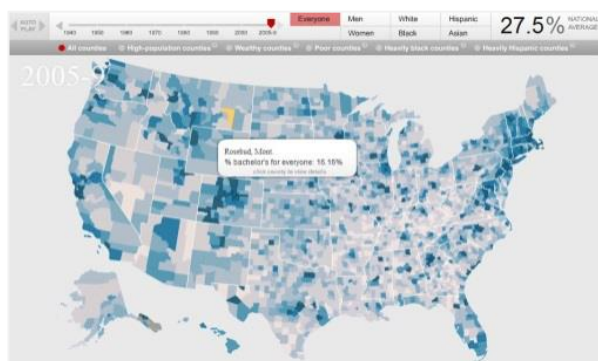 AUTO PLAY
1940 1950 1960 1970 1980 1990 2000 2005-9
Everyone Men White Hispanic
Women Black Asian
27.5% NATIONAL AVERAGE
All counties High-population counties Wealthy counties Poor counties Heavily black counties Heavily Hispanic counties
2005-9
Rosebud, Mont.
% bachelor's for everyone: 16.16%
click county to view details